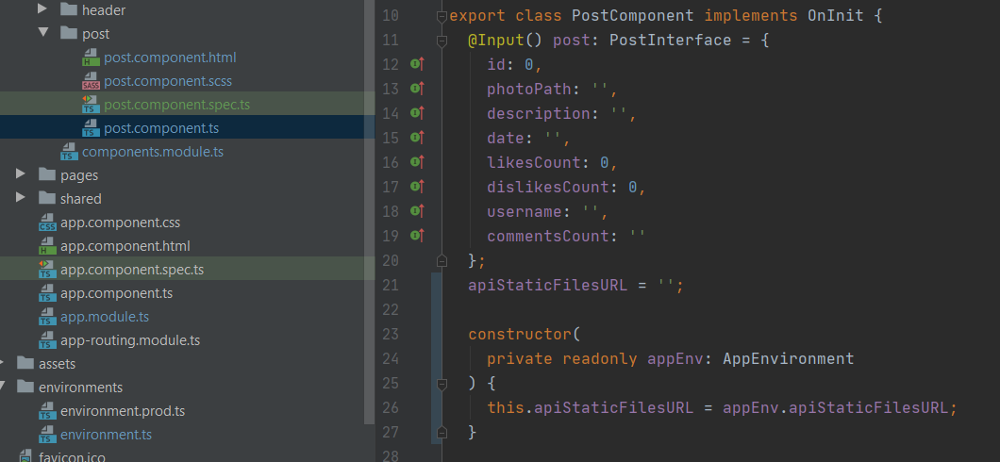 header
post
post.component.html
post.component.scss
post.component.spec.ts
post.component.ts
components.module.ts
pages
shared
app.component.css
app.component.html
app.component.spec.ts
app.component.ts
app.module.ts
app-routing.module.ts
assets
environments
environment.prod.ts
environment.ts
favicon.ico
10 export class PostComponent implements OnInit {
11 @Input() post: PostInterface = {
12 id: 0,
13 photoPath: '',
14 description: '',
15 date: '',
16 likesCount: 0,
17 dislikesCount: 0,
18 username: '',
19 commentsCount: ''
20 };
21 apiStaticFilesURL = '';
22
23 constructor(
24 private readonly appEnv: AppEnvironment
25 ) {
26 this.apiStaticFilesURL = appEnv.apiStaticFilesURL;
27 }
28